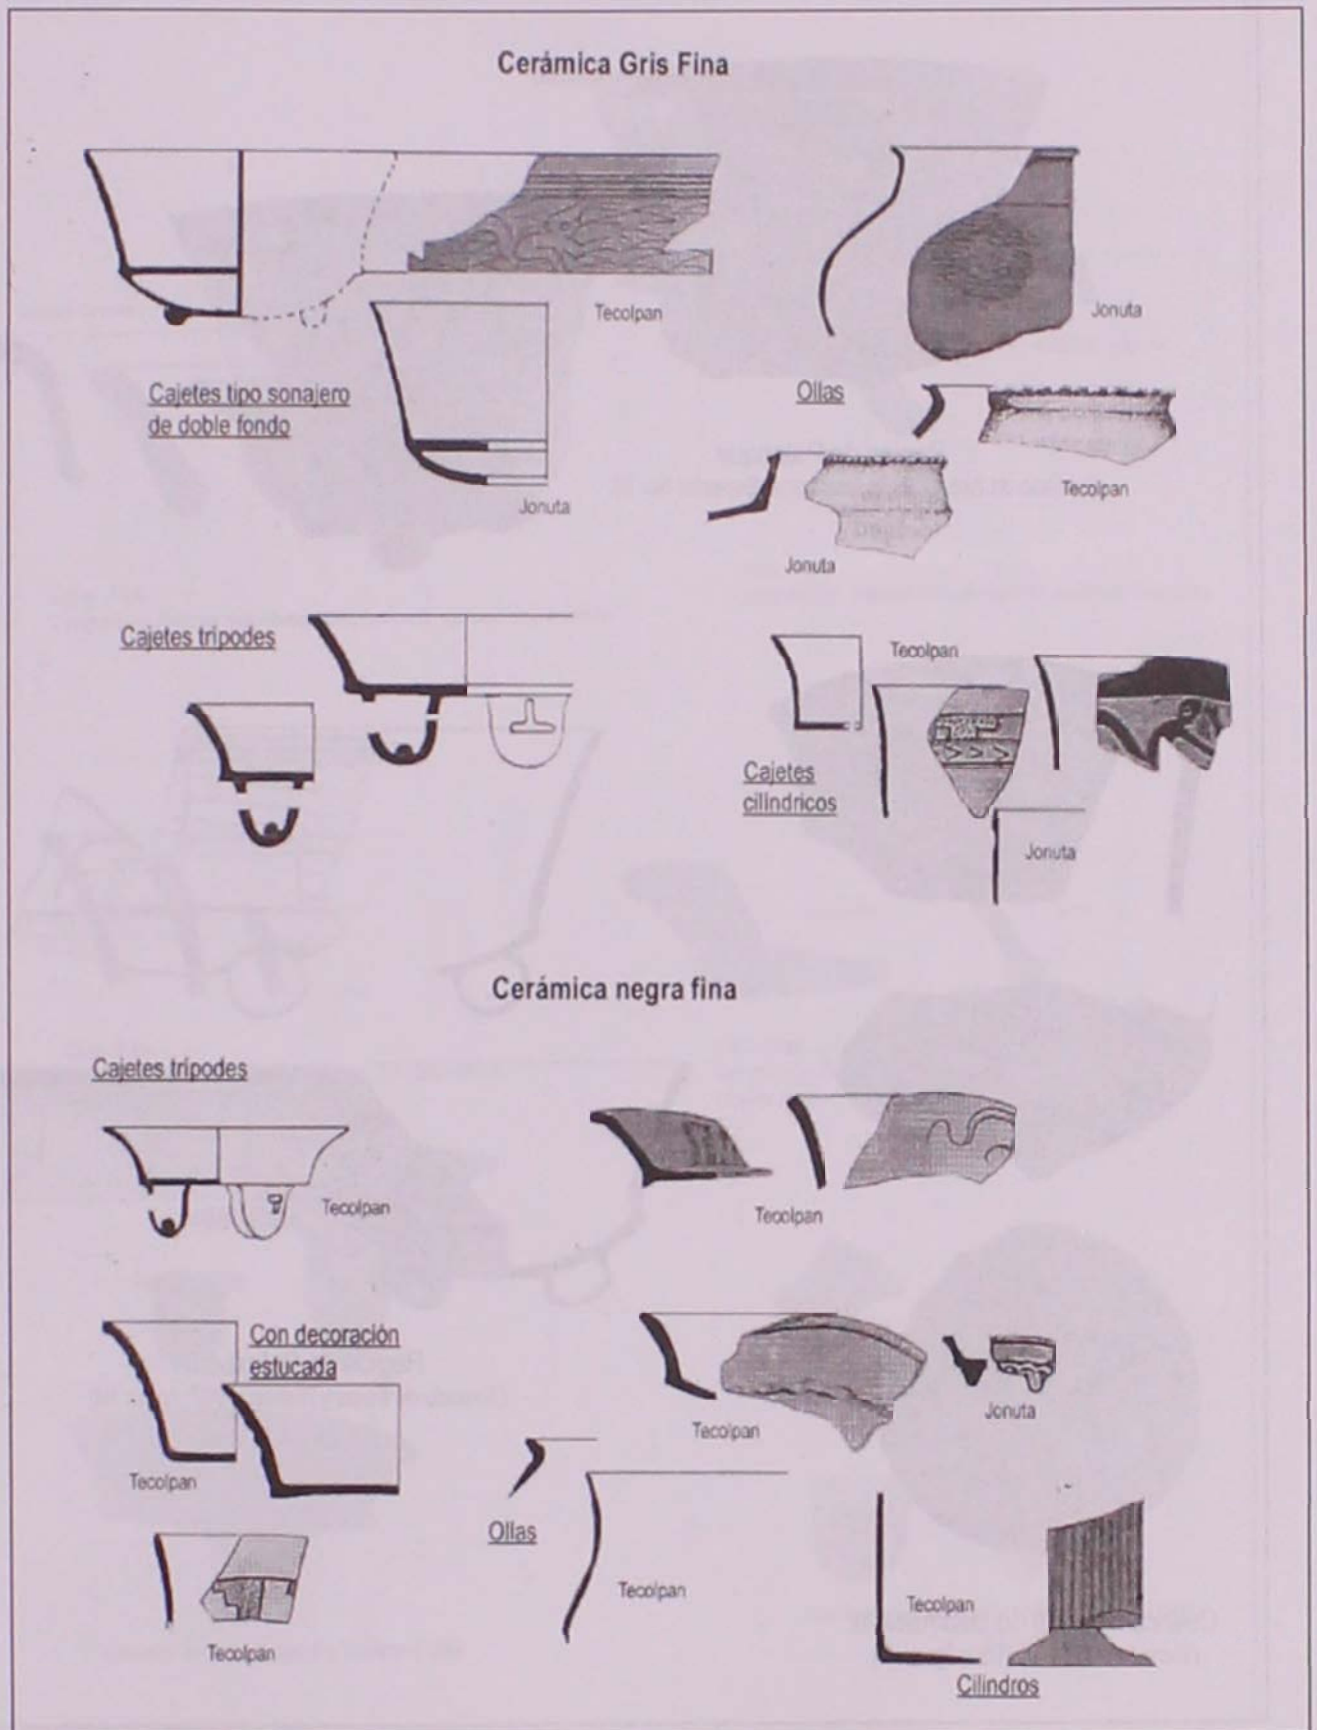 Cerámica Gris Fina
Tecolpan
Jonuta
Cajetes tipo sonajero
de doble fondo
Jonuta
Ollas
Tecolpan
Jonuta
Cajetes trípodes
Tecolpan
Cajetes
cilíndricos
Jonuta
Cerámica negra fina
Cajetes trípodes
Tecolpan
Tecolpan
Con decoración
estucada
Tecolpan
Tecolpan
Jonuta
Ollas
Tecolpan
Tecolpan
Tecolpan
Cilindros